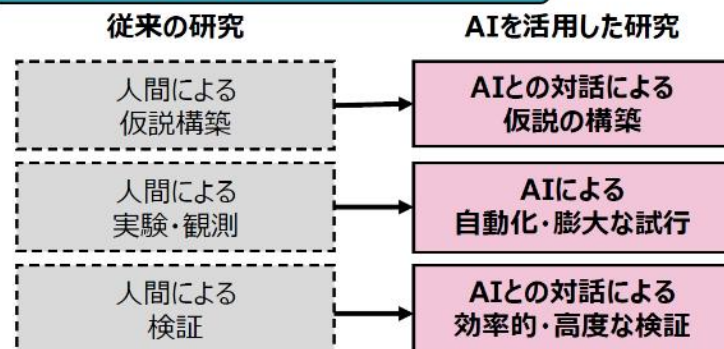 従来の研究
AIを活用した研究
人間による
仮説構築
AIとの対話による
仮説の構築
人間による
実験・観測
AIによる
自動化・膨大な試行
人間による
検証
AIとの対話による
効率的・高度な検証